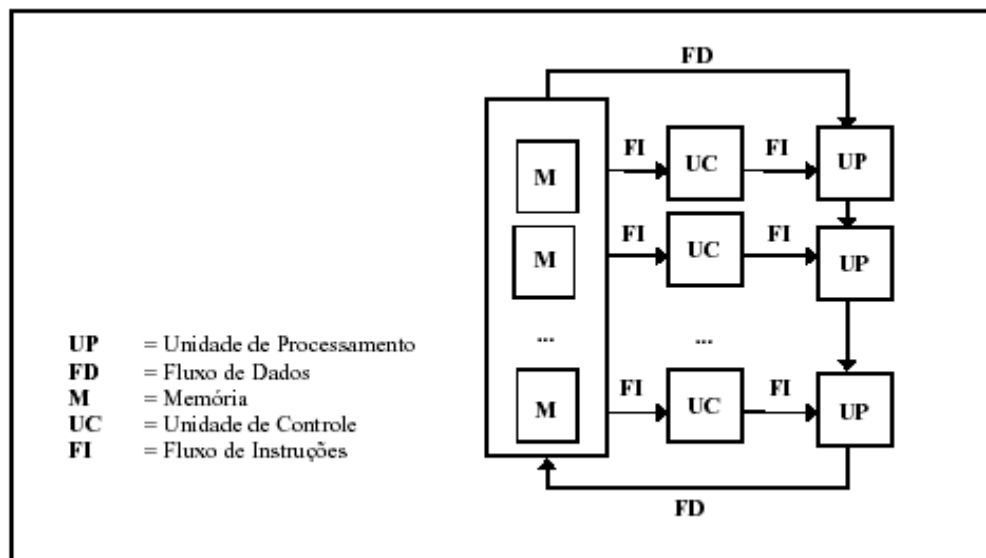 FD
M FI UC FI UP
M FI UC FI UP
... ...
M FI UC FI UP
FD
UP = Unidade de Processamento
FD = Fluxo de Dados
M = Memória
UC = Unidade de Controle
FI = Fluxo de Instruções